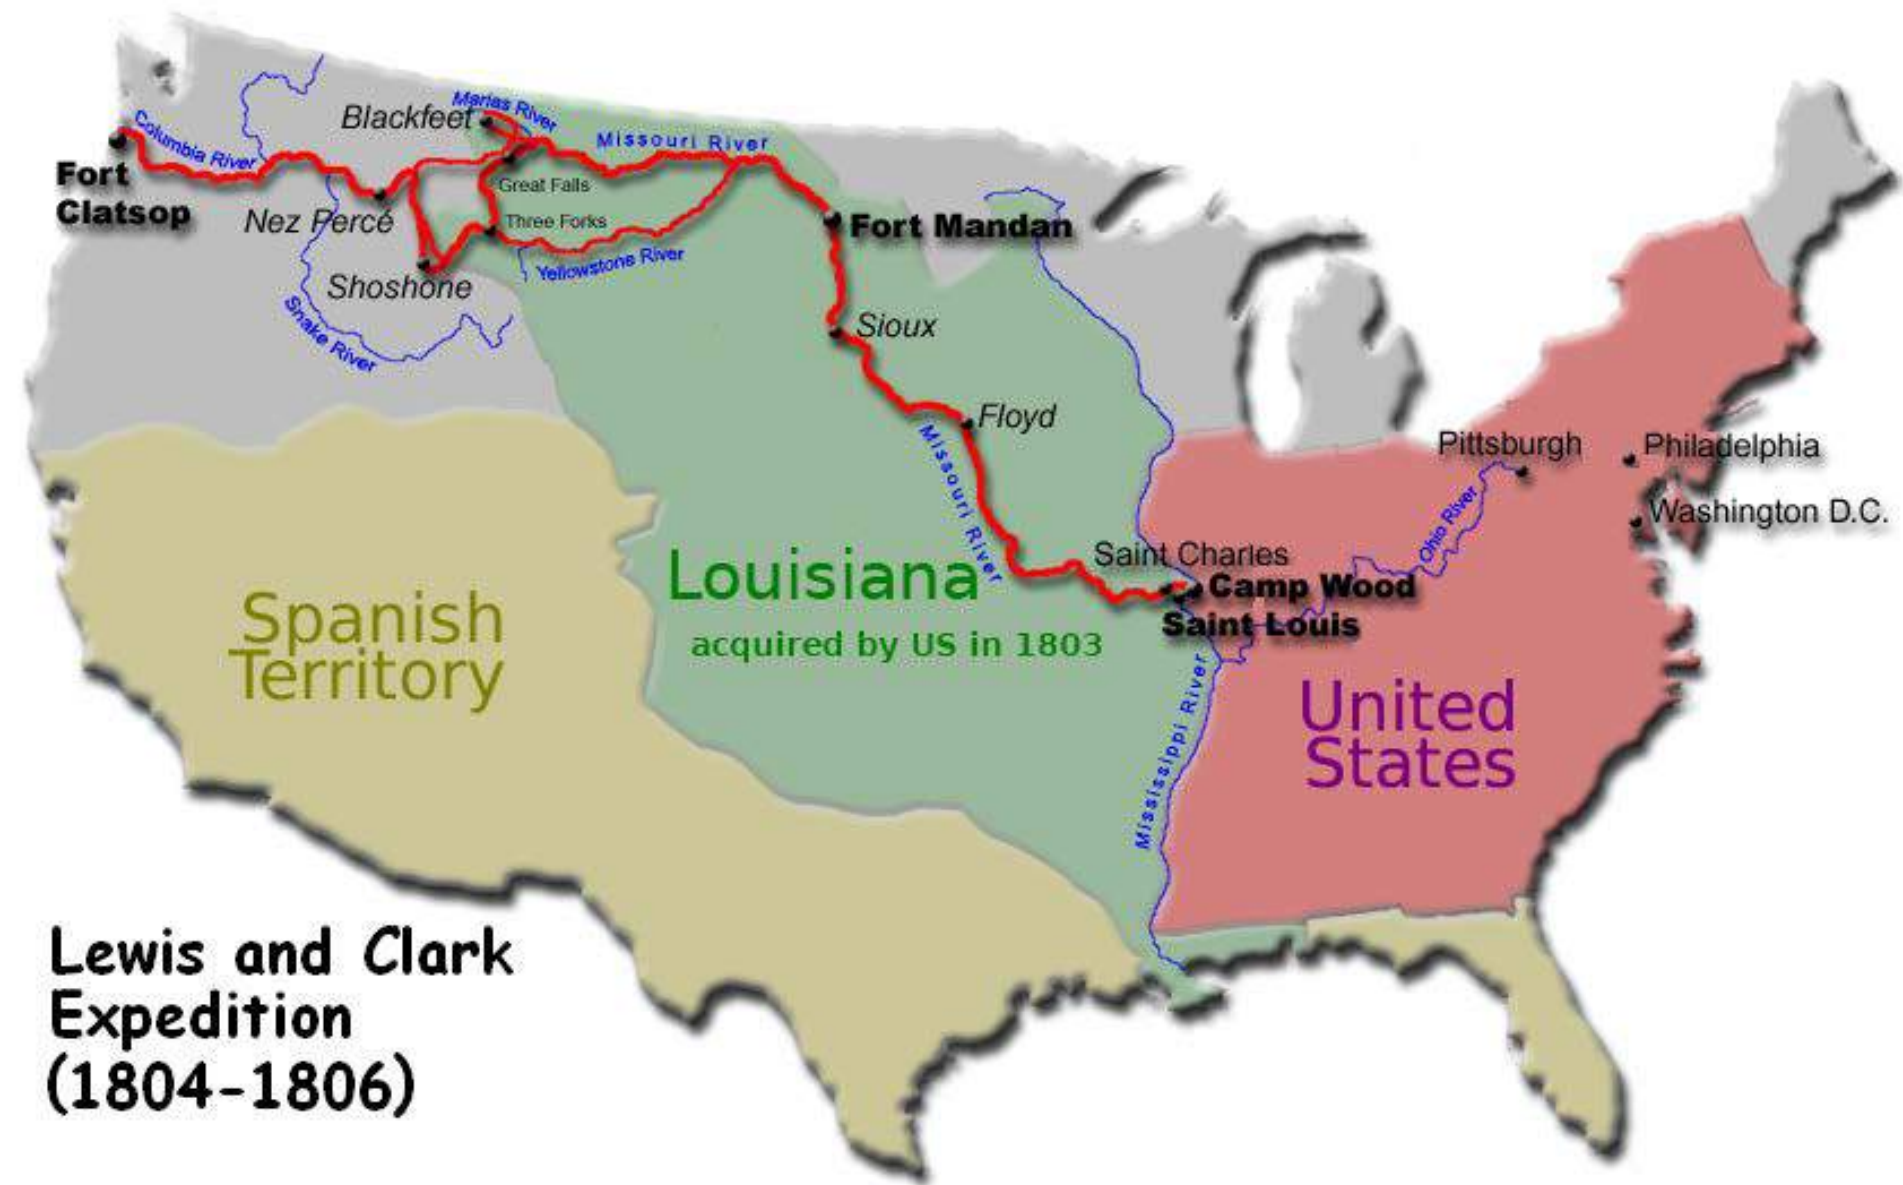 Marias River
Blackfeet
Columbia River
Missouri River
Fort
Clatsop
Great Falls
Nez Percé
Three Forks
Fort Mandan
Yellowstone River
Shoshone
Snake River
Sioux
Floyd
Missouri River
Pittsburgh
Philadelphia
Ohio River
Washington D.C.
Saint Charles
Camp Wood
Saint Louis
Louisiana
acquired by US in 1803
Spanish
Territory
Mississippi River
United
States
Lewis and Clark
Expedition
(1804-1806)